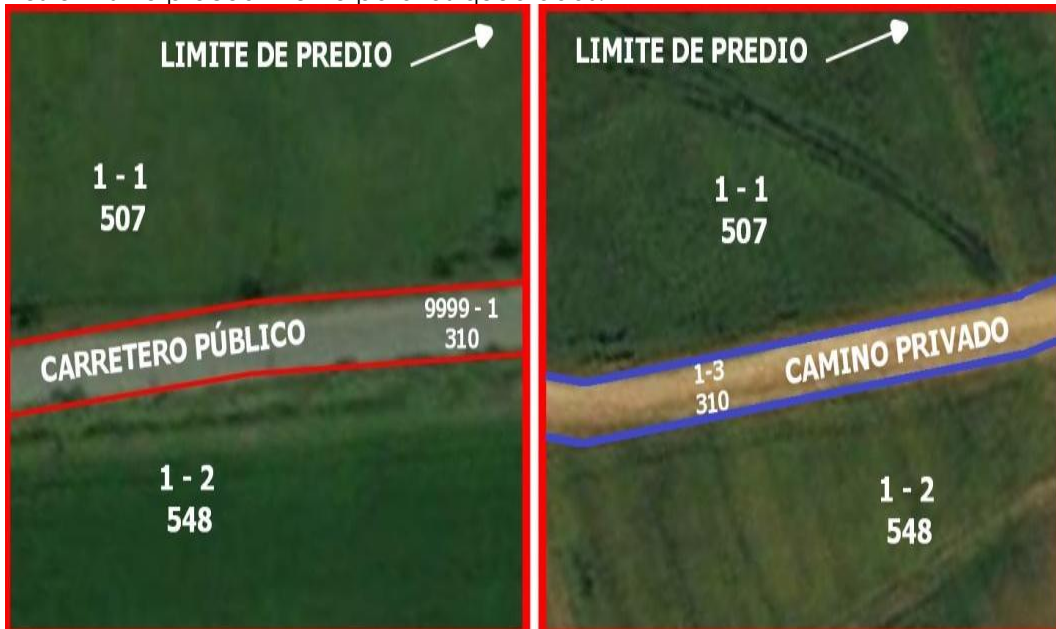 LIMITE DE PREDIO
1 - 1
507
9999 - 1
310
CARRETERO PÚBLICO
1 - 2
548
LIMITE DE PREDIO
1 - 1
507
CAMINO PRIVADO
1-3
310
1 - 2
548